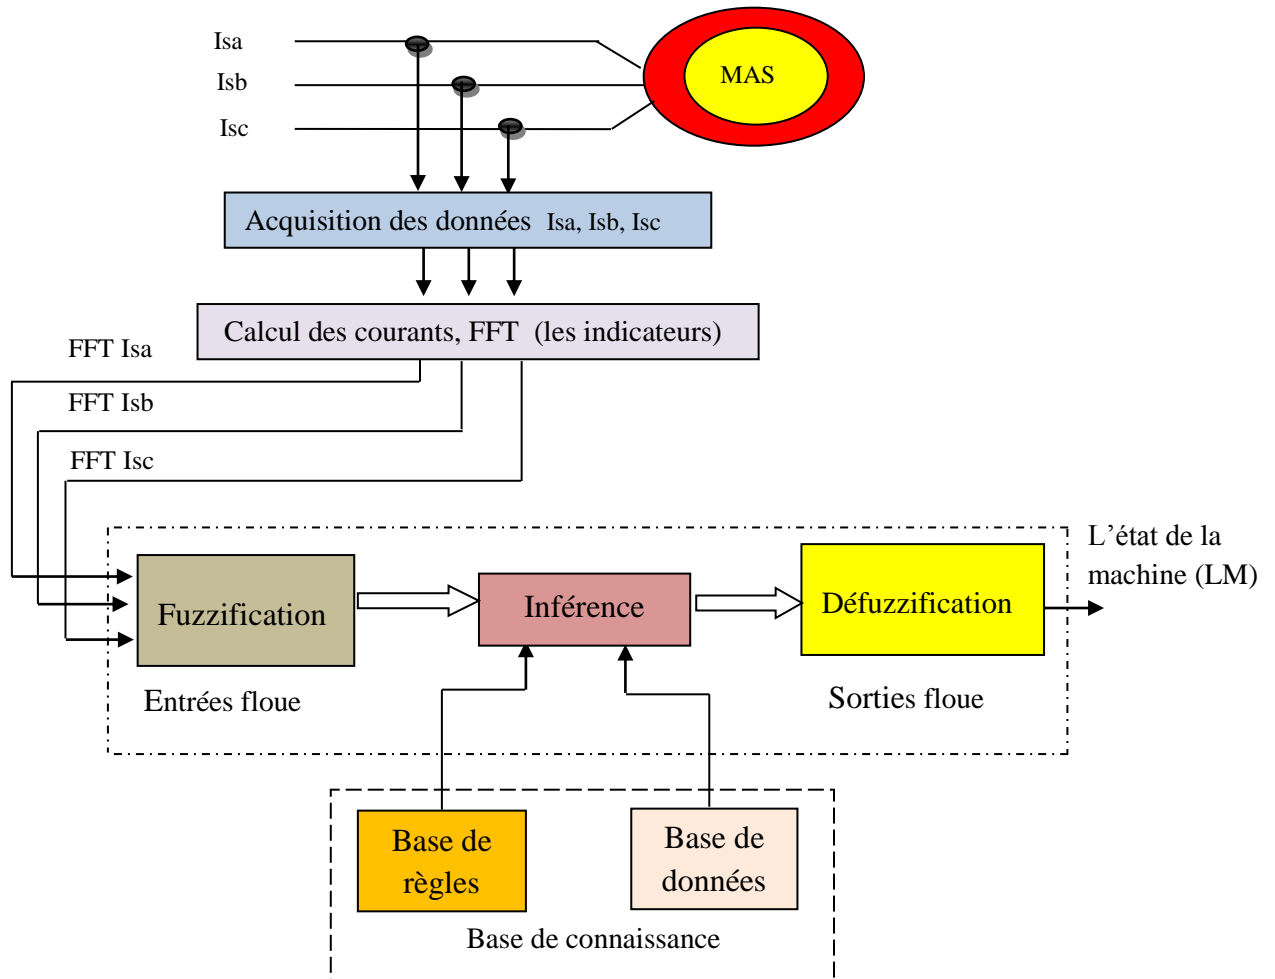 Isa
MAS
Isb
Isc
Acquisition des données Isa, Isb, Isc
Calcul des courants, FFT (les indicateurs)
FFT Isa
FFT Isb
FFT Isc
L'état de la
machine (LM)
Fuzzification
Inférence
Défuzzification
Entrées floue
Sorties floue
Base de
règles
Base de
données
Base de connaissance